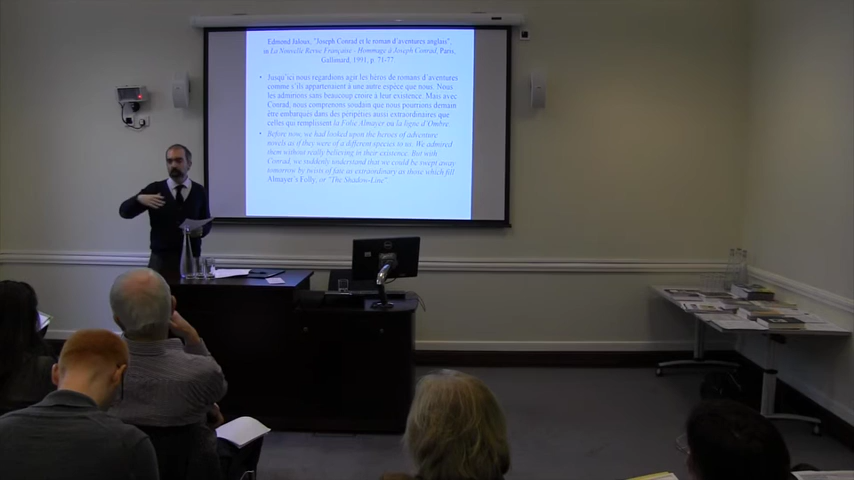 Edmond Jaloux, "Joseph Conrad et le roman d'aventures anglais",
in La Nouvelle Revue Française : Hommage à Joseph Conrad, Paris,
Gallimard, 1991, p. 71-77
• Jusqu'ici nous regardions agit les héros de romans d'aventures
comme s'ils appartenaient à une autre espèce que nous. Nous
les admirions sans beaucoup croire à leur existence. Mais avec
Conrad, nous comprenons soudain que nous pourrions demain
être embarqués dans des péripéties aussi extraordinaires que
celles qui remplissent la Folie Almayer ou la ligne d'Ombre.
• Before now, we had looked upon the heroes of adventure
novels as if they were of a different species to us. We admired
them without really believing in their existence. But with
Conrad, we suddenly understand that we could be swept away
tomorrow by twists of fate as extraordinary as those which fill
Almayer's Folly, or "The Shadow-Line"